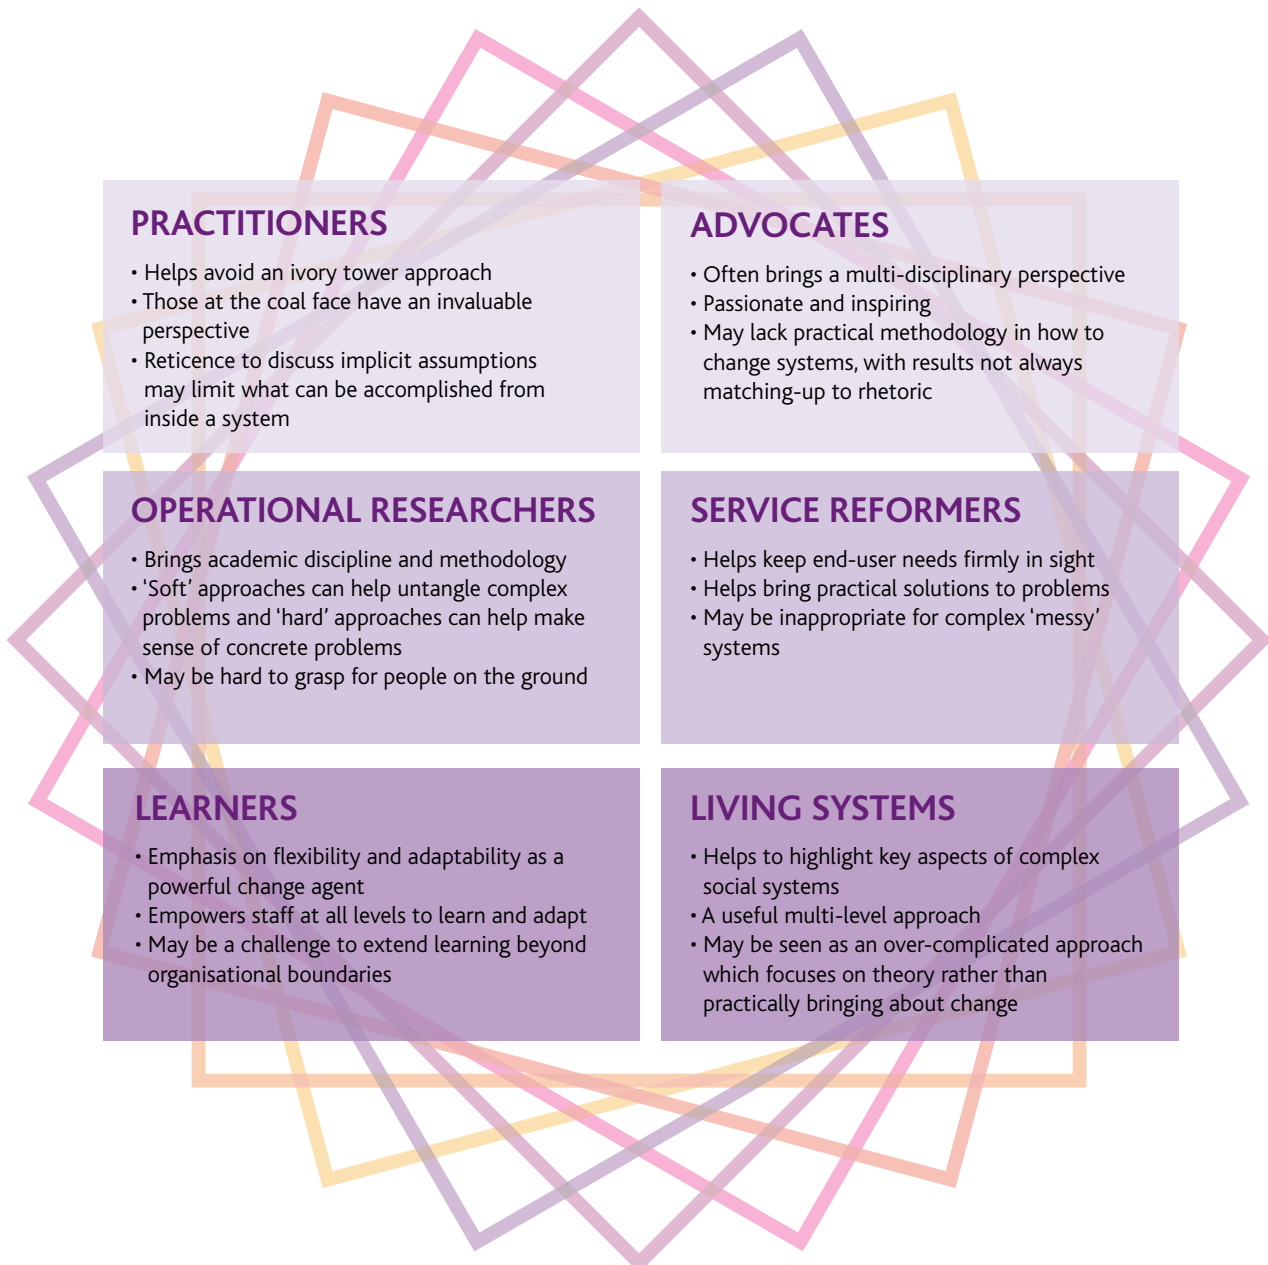 PRACTITIONERS
• Helps avoid an ivory tower approach
• Those at the coal face have an invaluable
perspective
• Reticence to discuss implicit assumptions
may limit what can be accomplished from
inside a system
ADVOCATES
• Often brings a multi-disciplinary perspective
• Passionate and inspiring
• May lack practical methodology in how to
change systems, with results not always
matching-up to rhetoric
OPERATIONAL RESEARCHERS
• Brings academic discipline and methodology
• ‘Soft’ approaches can help untangle complex
problems and ‘hard’ approaches can help make
sense of concrete problems
• May be hard to grasp for people on the ground
SERVICE REFORMERS
• Helps keep end-user needs firmly in sight
• Helps bring practical solutions to problems
• May be inappropriate for complex ‘messy’
systems
LEARNERS
• Emphasis on flexibility and adaptability as a
powerful change agent
• Empowers staff at all levels to learn and adapt
• May be a challenge to extend learning beyond
organisational boundaries
LIVING SYSTEMS
• Helps to highlight key aspects of complex
social systems
• A useful multi-level approach
• May be seen as an over-complicated approach
which focuses on theory rather than
practically bringing about change